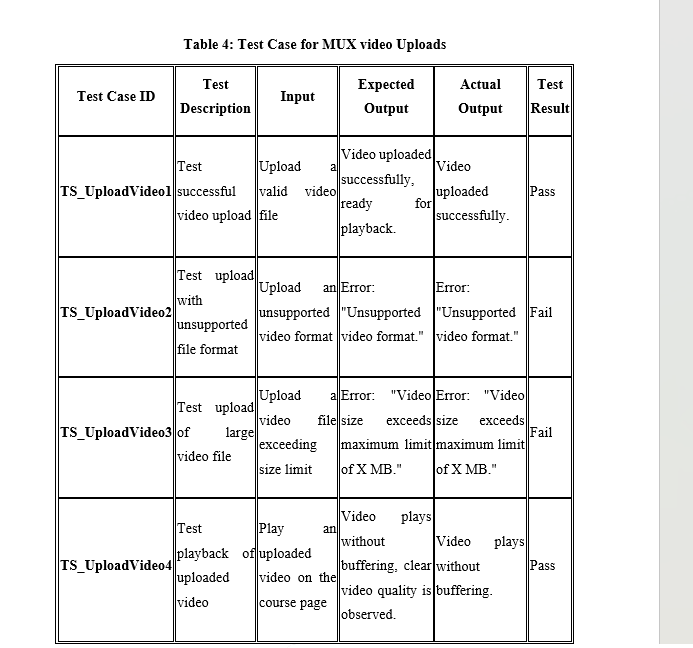 Table 4: Test Case for MUX video Uploads
Test Case ID
Test
Description
Input
Expected
Output
Actual
Output
Test
Result
TS_UploadVideo1
Test
successful
video upload
Upload a
valid video
file
Video uploaded
successfully,
ready for
playback.
Video
uploaded
successfully.
Pass
TS_UploadVideo2
Test upload
with
unsupported
file format
Upload an
unsupported
video format
Error:
"Unsupported
video format."
Error:
"Unsupported
video format."
Fail
TS_UploadVideo3
Test upload
of large
video file
Upload a
video file
exceeding
size limit
Error: "Video
size exceeds
maximum limit
of X MB."
Error: "Video
size exceeds
maximum limit
of X MB."
Fail
TS_UploadVideo4
Test
playback of
uploaded
video
Play an
uploaded
video on the
course page
Video plays
without
buffering, clear
video quality is
observed.
Video plays
without
buffering.
Pass